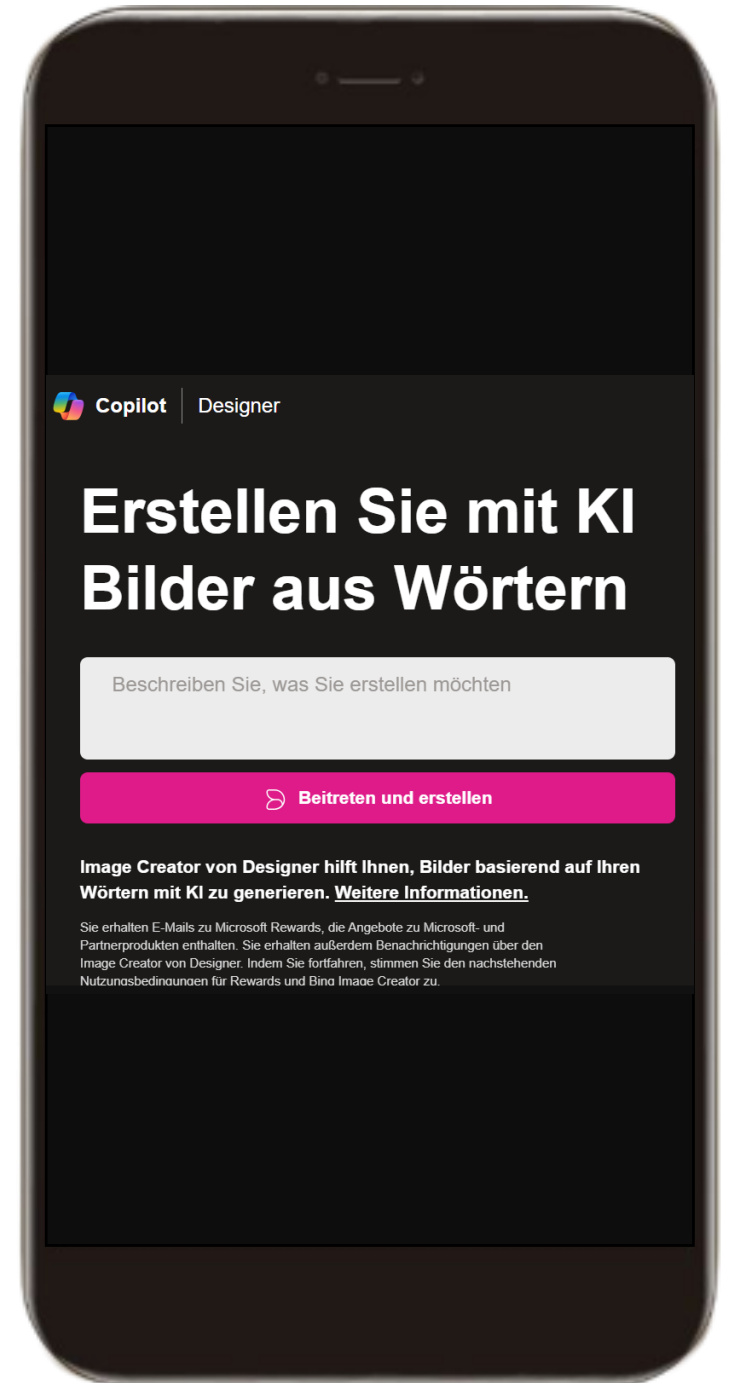 Copilot | Designer
Erstellen Sie mit KI
Bilder aus Wörtern
Beschreiben Sie, was Sie erstellen möchten
Beitreten und erstellen
Image Creator von Designer hilft Ihnen, Bilder basierend auf Ihren
Wörtern mit KI zu generieren. Weitere Informationen.
Sie erhalten E-Mails zu Microsoft Rewards, die Angebote zu Microsoft- und
Partnerprodukten enthalten. Sie erhalten außerdem Benachrichtigungen über den
Image Creator von Designer. Indem Sie fortfahren, stimmen Sie den nachstehenden
Nutzungsbedingungen für Rewards und Bing Image Creator zu.